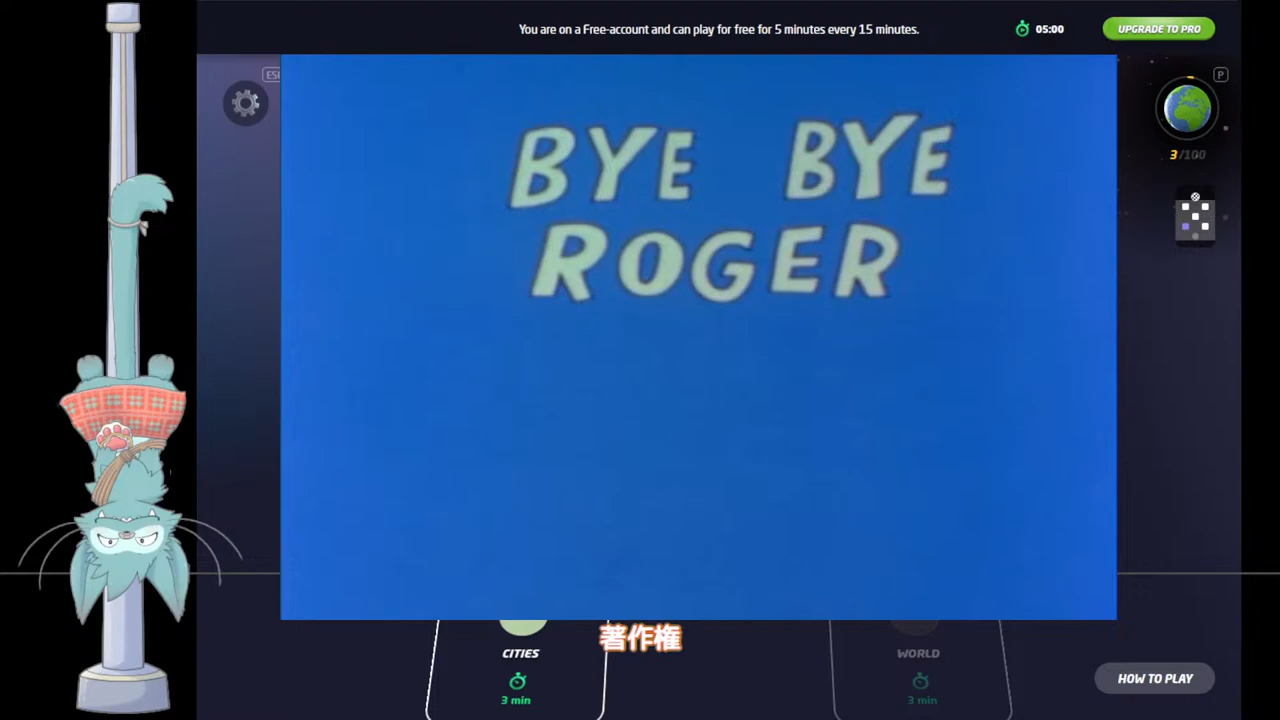 You are on a Free-account and can play for free for 5 minutes every 15 minutes.
05:00
UPGRADE TO PRO
P
BYE BYE
ROGER
3/100
著作権
CITIES
3 min
WORLD
3 min
HOW TO PLAY